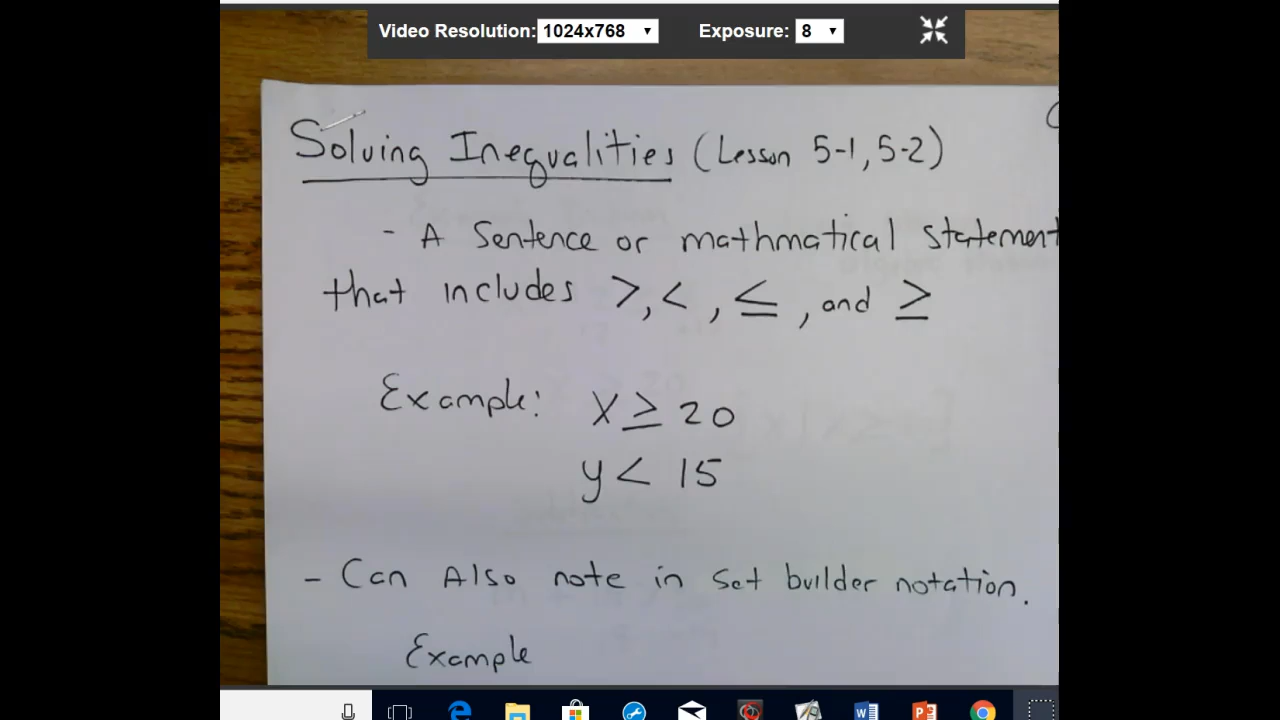 Video Resolution: 1024x768 Exposure: 8
Solving Inequalities (Lesson 5-1, 5-2)
- A Sentence or mathmatical statement
that includes >, <, ≤, and ≥
Example: x ≥ 20
y < 15
- Can Also note in set builder notation.
Example